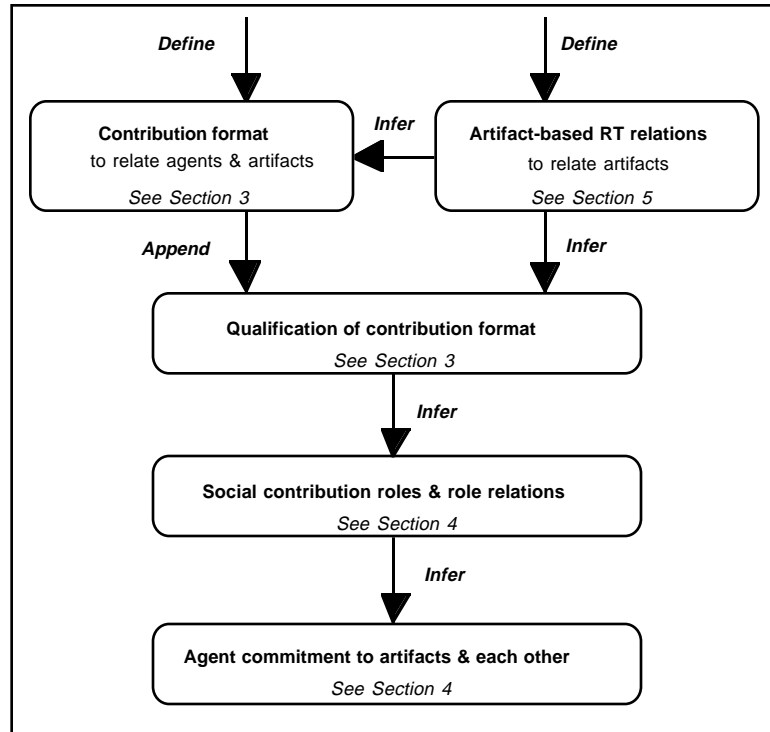 Define
Define
Contribution format
to relate agents & artifacts
See Section 3
Infer
Artifact-based RT relations
to relate artifacts
See Section 5
Append
Infer
Qualification of contribution format
See Section 3
Infer
Social contribution roles & role relations
See Section 4
Infer
Agent commitment to artifacts & each other
See Section 4